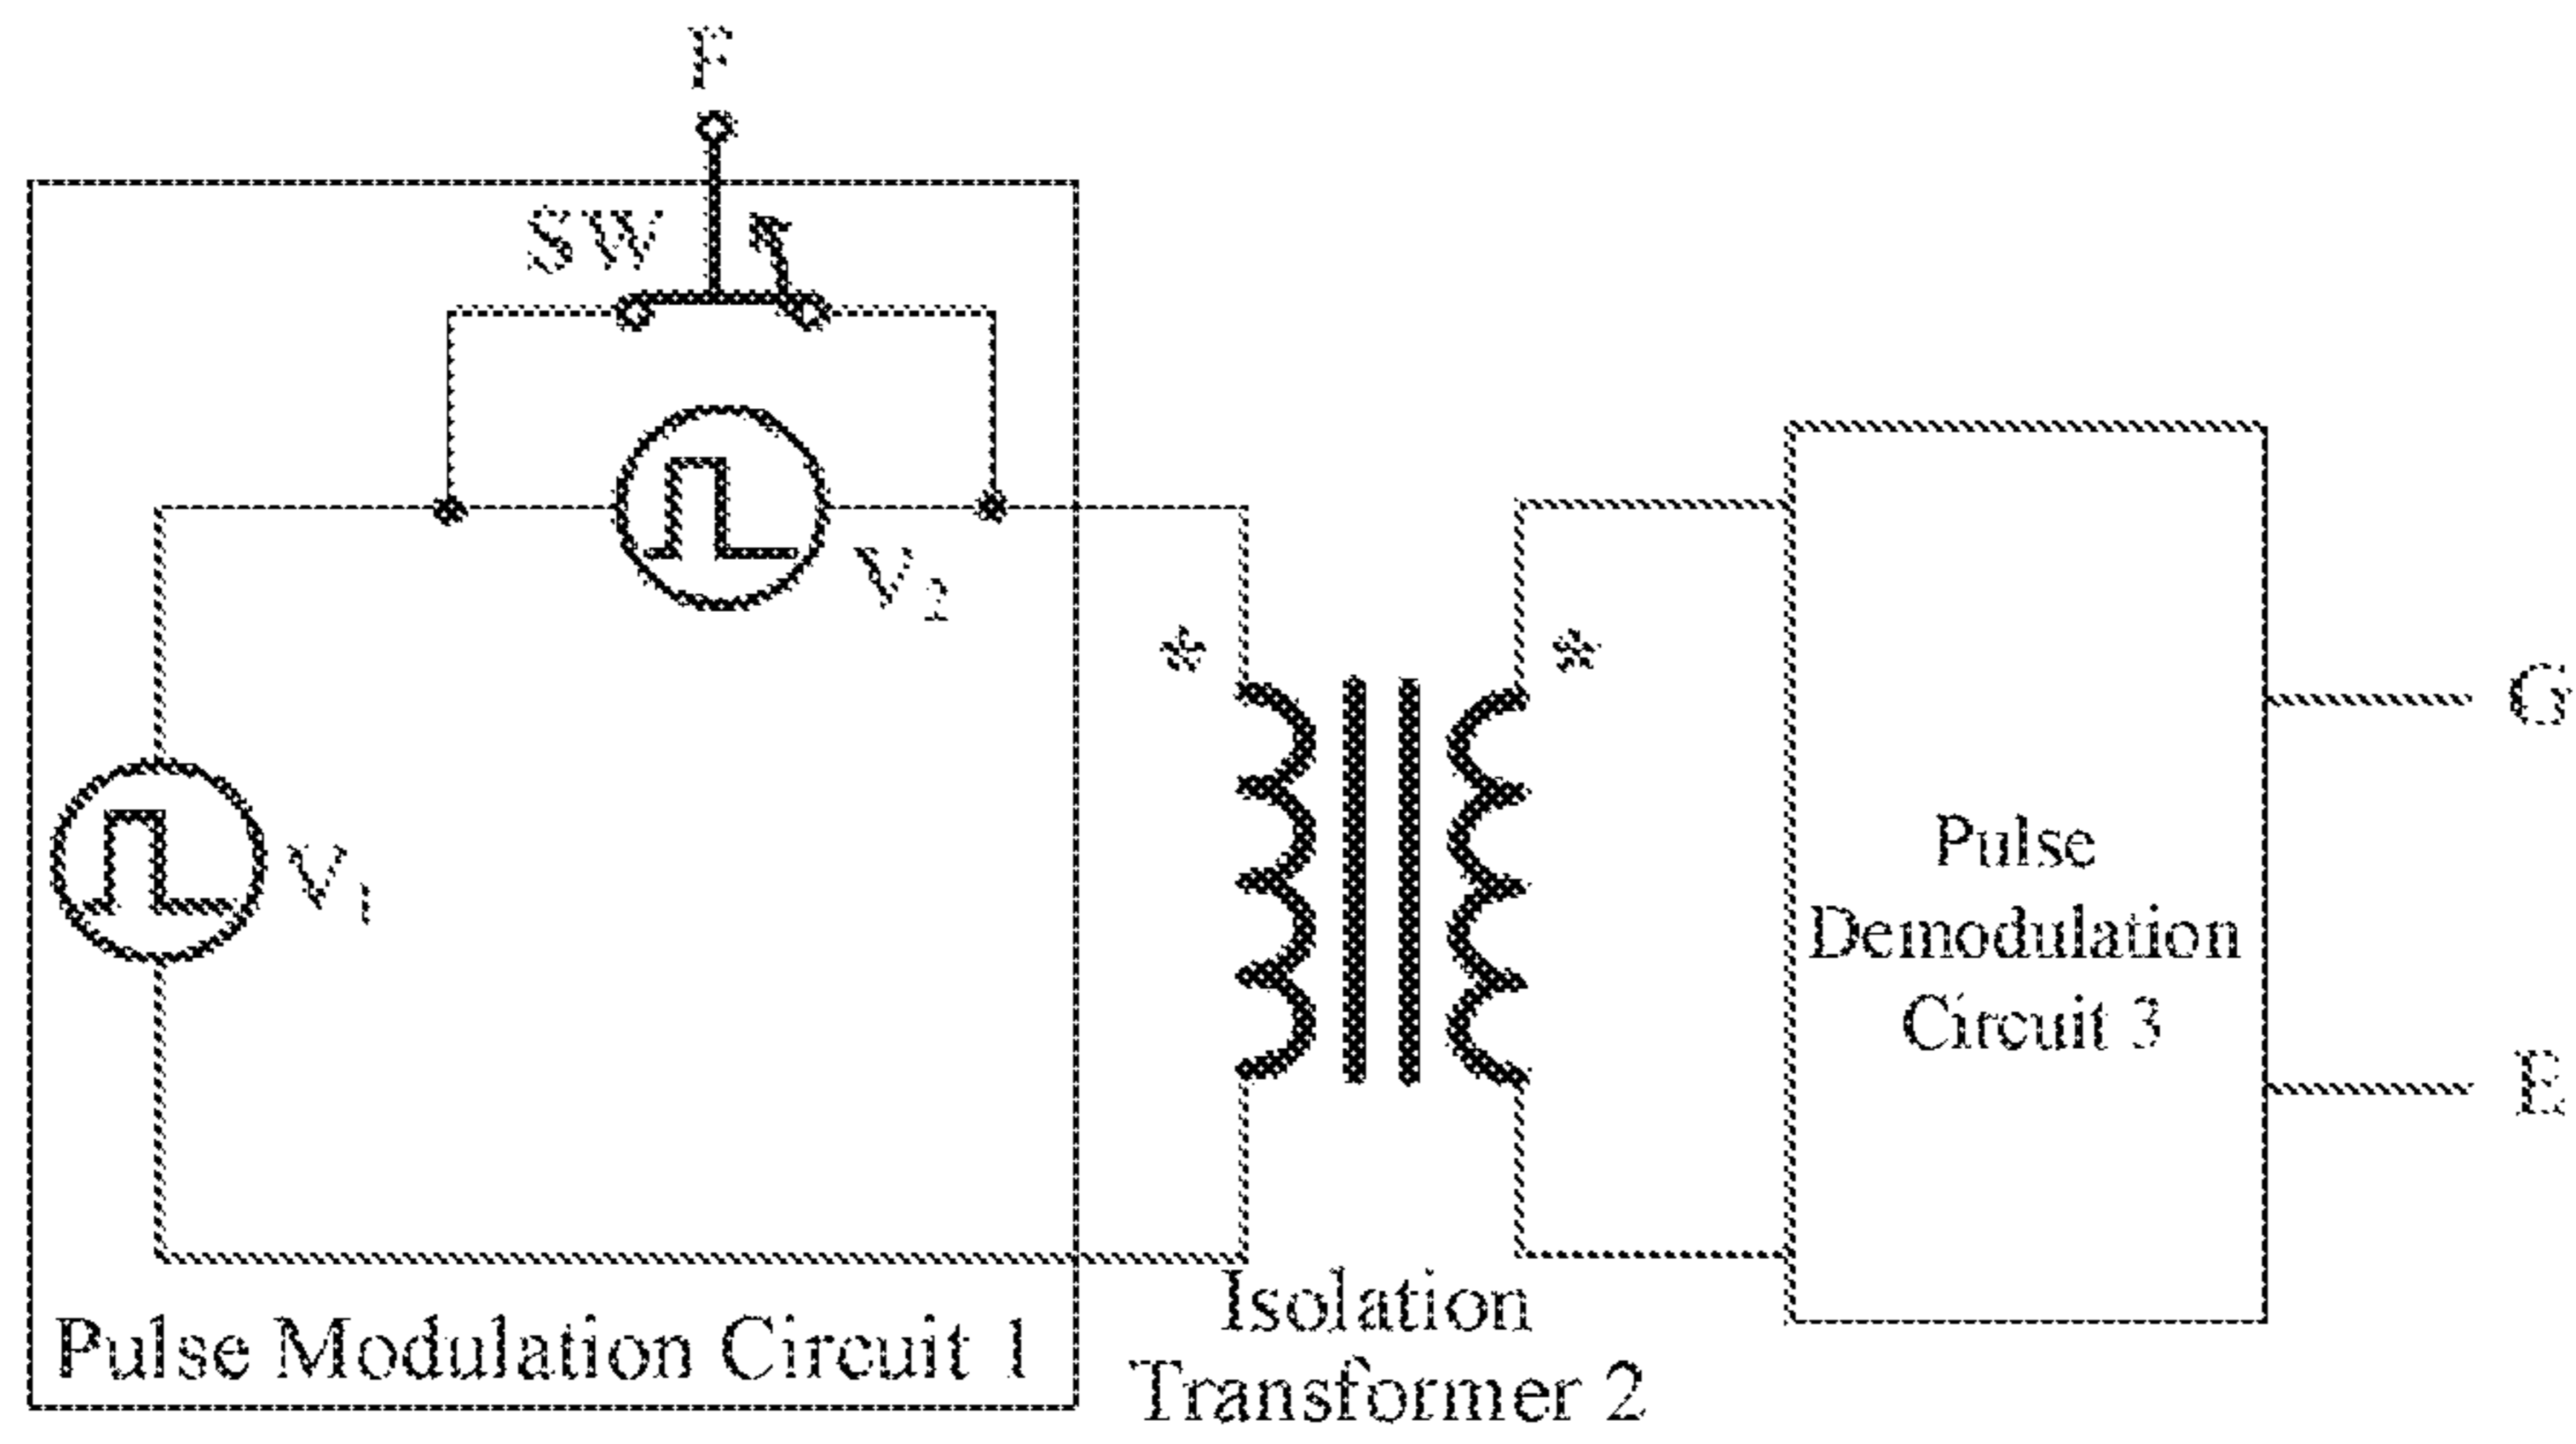 F
SW
V2
V1
* *
G
Pulse
Demodulation
Circuit 3
E
Isolation
Transformer 2
Pulse Modulation Circuit 1